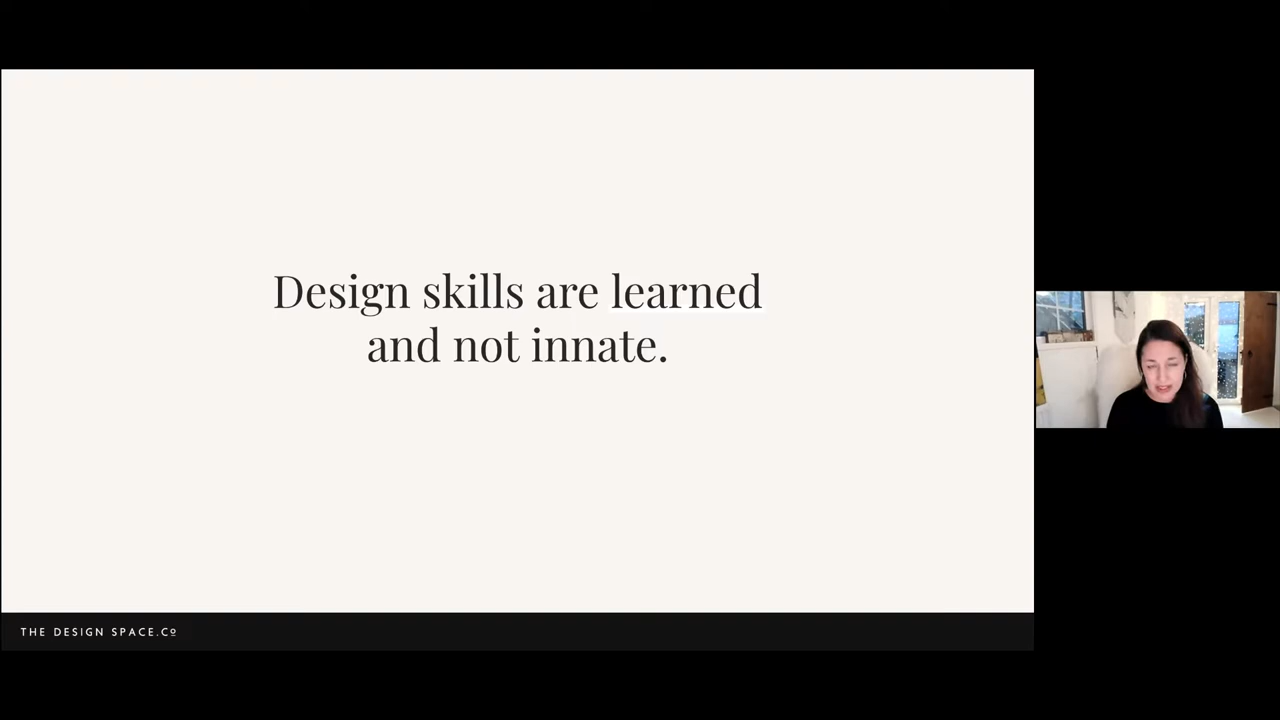 Design skills are learned
and not innate.
THE DESIGN SPACE.Cº